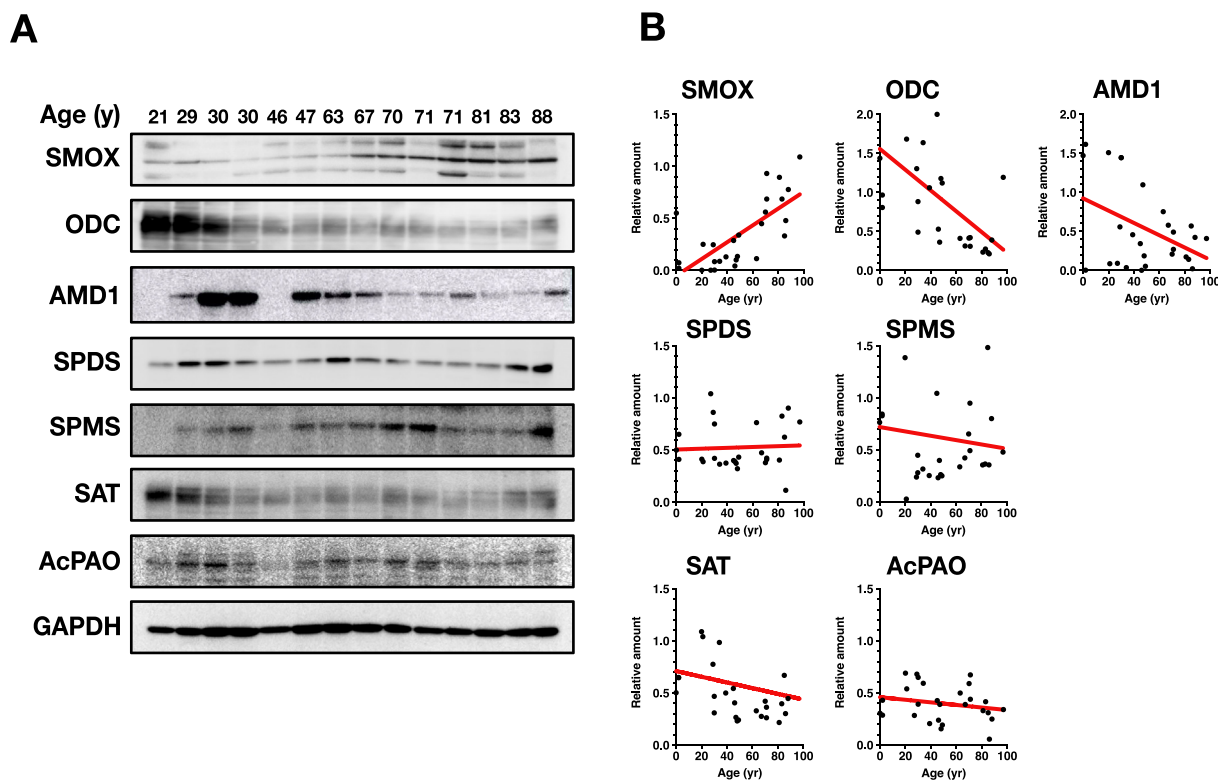 A
B
Age (y) 21 29 30 30 46 47 63 67 70 71 71 81 83 88
SMOX
ODC
AMD1
SPDS
SPMS
SAT
AcPAO
GAPDH
SMOX ODC AMD1
1.5 2.0 2.0
1.5 1.5
1.0
1.0 1.0
0.5
0.5 0.5
0.0 0.0 0.0
Relative amount Relative amount Relative amount
0 20 40 60 80 100 0 20 40 60 80 100 0 20 40 60 80 100
Age (yr) Age (yr) Age (yr)
SPDS SPMS
1.5 1.5
1.0 1.0
0.5 0.5
0.0 0.0
Relative amount Relative amount
0 20 40 60 80 100 0 20 40 60 80 100
Age (yr) Age (yr)
SAT AcPAO
1.5 1.5
1.0 1.0
0.5 0.5
0.0 0.0
Relative amount Relative amount
0 20 40 60 80 100 0 20 40 60 80 100
Age (yr) Age (yr)